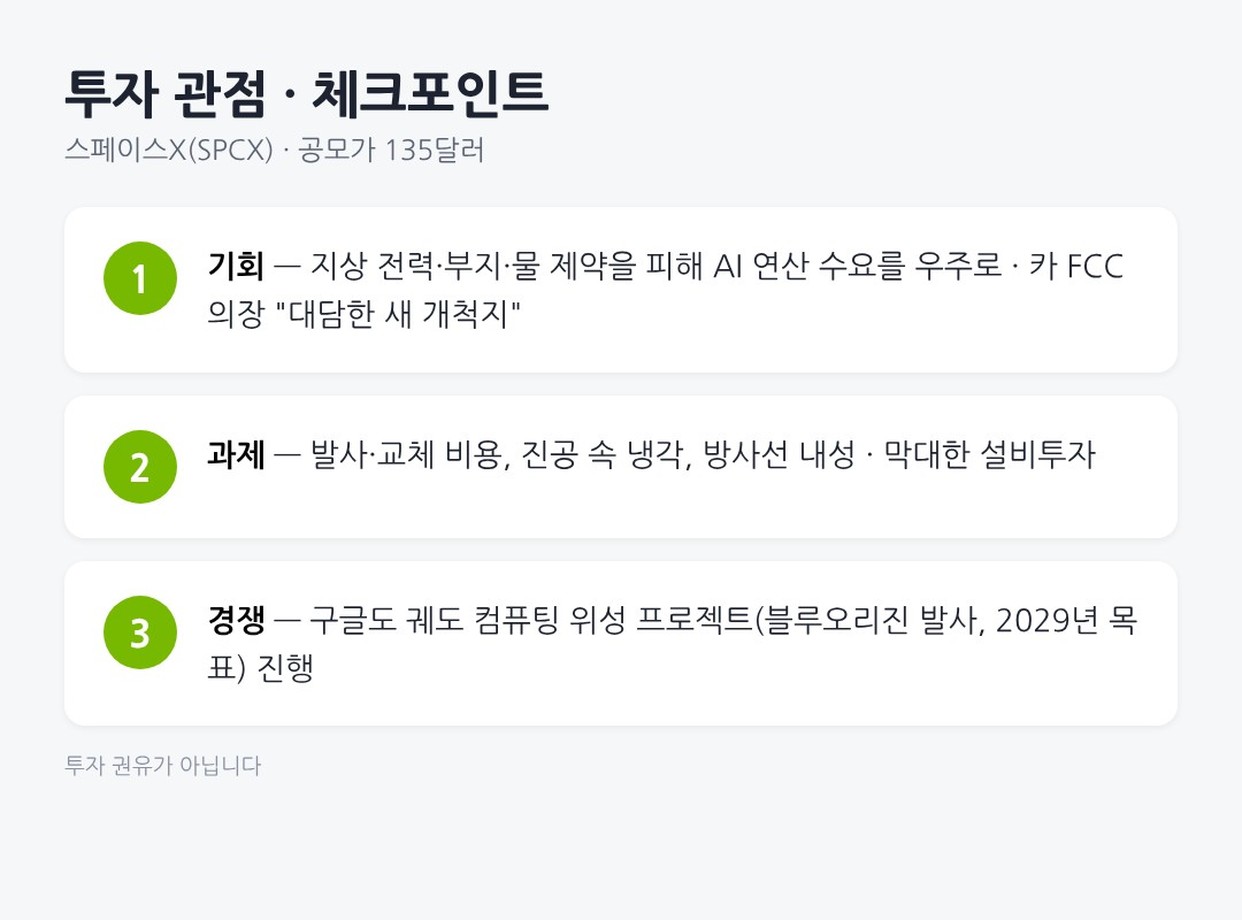 투자 관점 · 체크포인트
스페이스X(SPCX) · 공모가 135달러
1
기회 — 지상 전력·부지·물 제약을 피해 AI 연산 수요를 우주로 · 카 FCC
의장 "대담한 새 개척지"
2
과제 — 발사·교체 비용, 진공 속 냉각, 방사선 내성 · 막대한 설비투자
3
경쟁 — 구글도 궤도 컴퓨팅 위성 프로젝트(블루오리진 발사, 2029년 목
표) 진행
투자 권유가 아닙니다